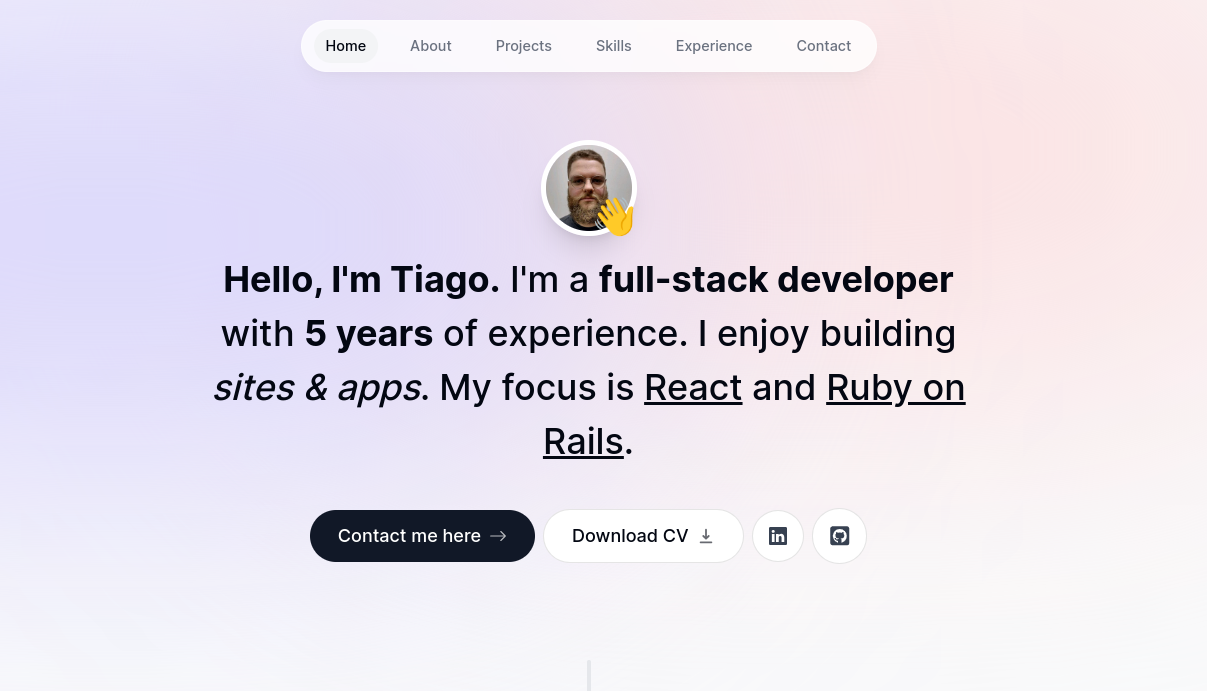 Home About Projects Skills Experience Contact
Hello, I'm Tiago. I'm a full-stack developer
with 5 years of experience. I enjoy building
sites & apps. My focus is React and Ruby on
Rails.
Contact me here Download CV in